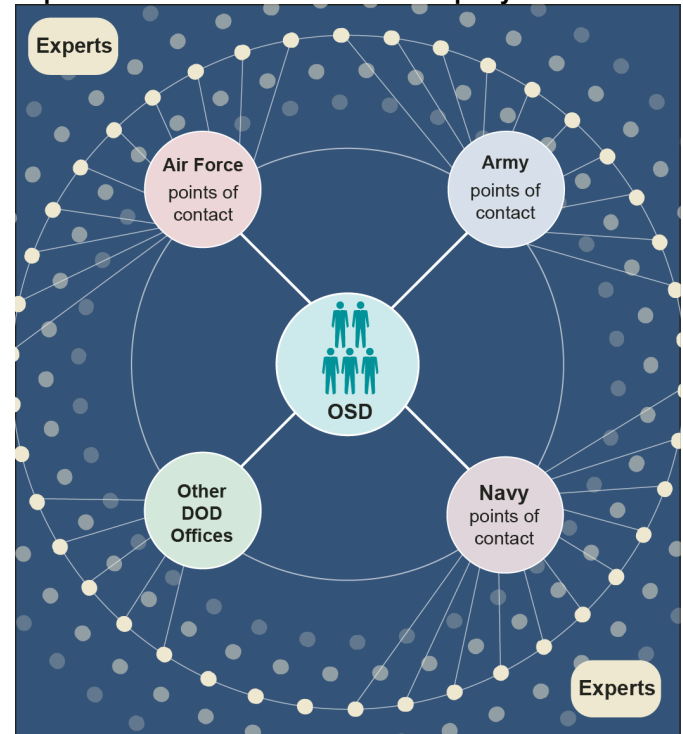 Experts
Air Force
points of
contact
Army
points of
contact
OSD
Other
DOD
Offices
Navy
points of
contact
Experts